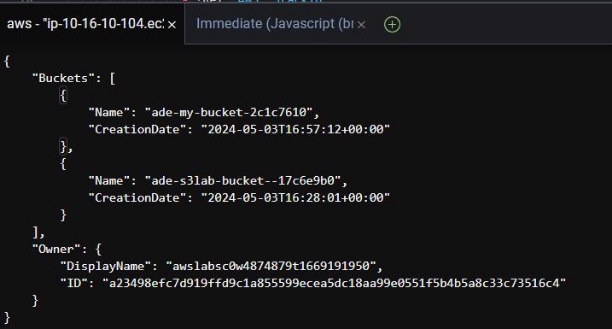 aws - "ip-10-16-10-104.ec2 × Immediate (Javascript (br ×
{
    "Buckets": [
        {
            "Name": "ade-my-bucket-2c1c7610",
            "CreationDate": "2024-05-03T16:57:12+00:00"
        },
        {
            "Name": "ade-s3lab-bucket--17c6e9b0",
            "CreationDate": "2024-05-03T16:28:01+00:00"
        }
    ],
    "Owner": {
        "DisplayName": "awslabsc0w4874879t1669191950",
        "ID": "a23498efc7d919ffd9c1a855599ecea5dc18aa99e0551f5b4b5a8c33c73516c4"
    }
}